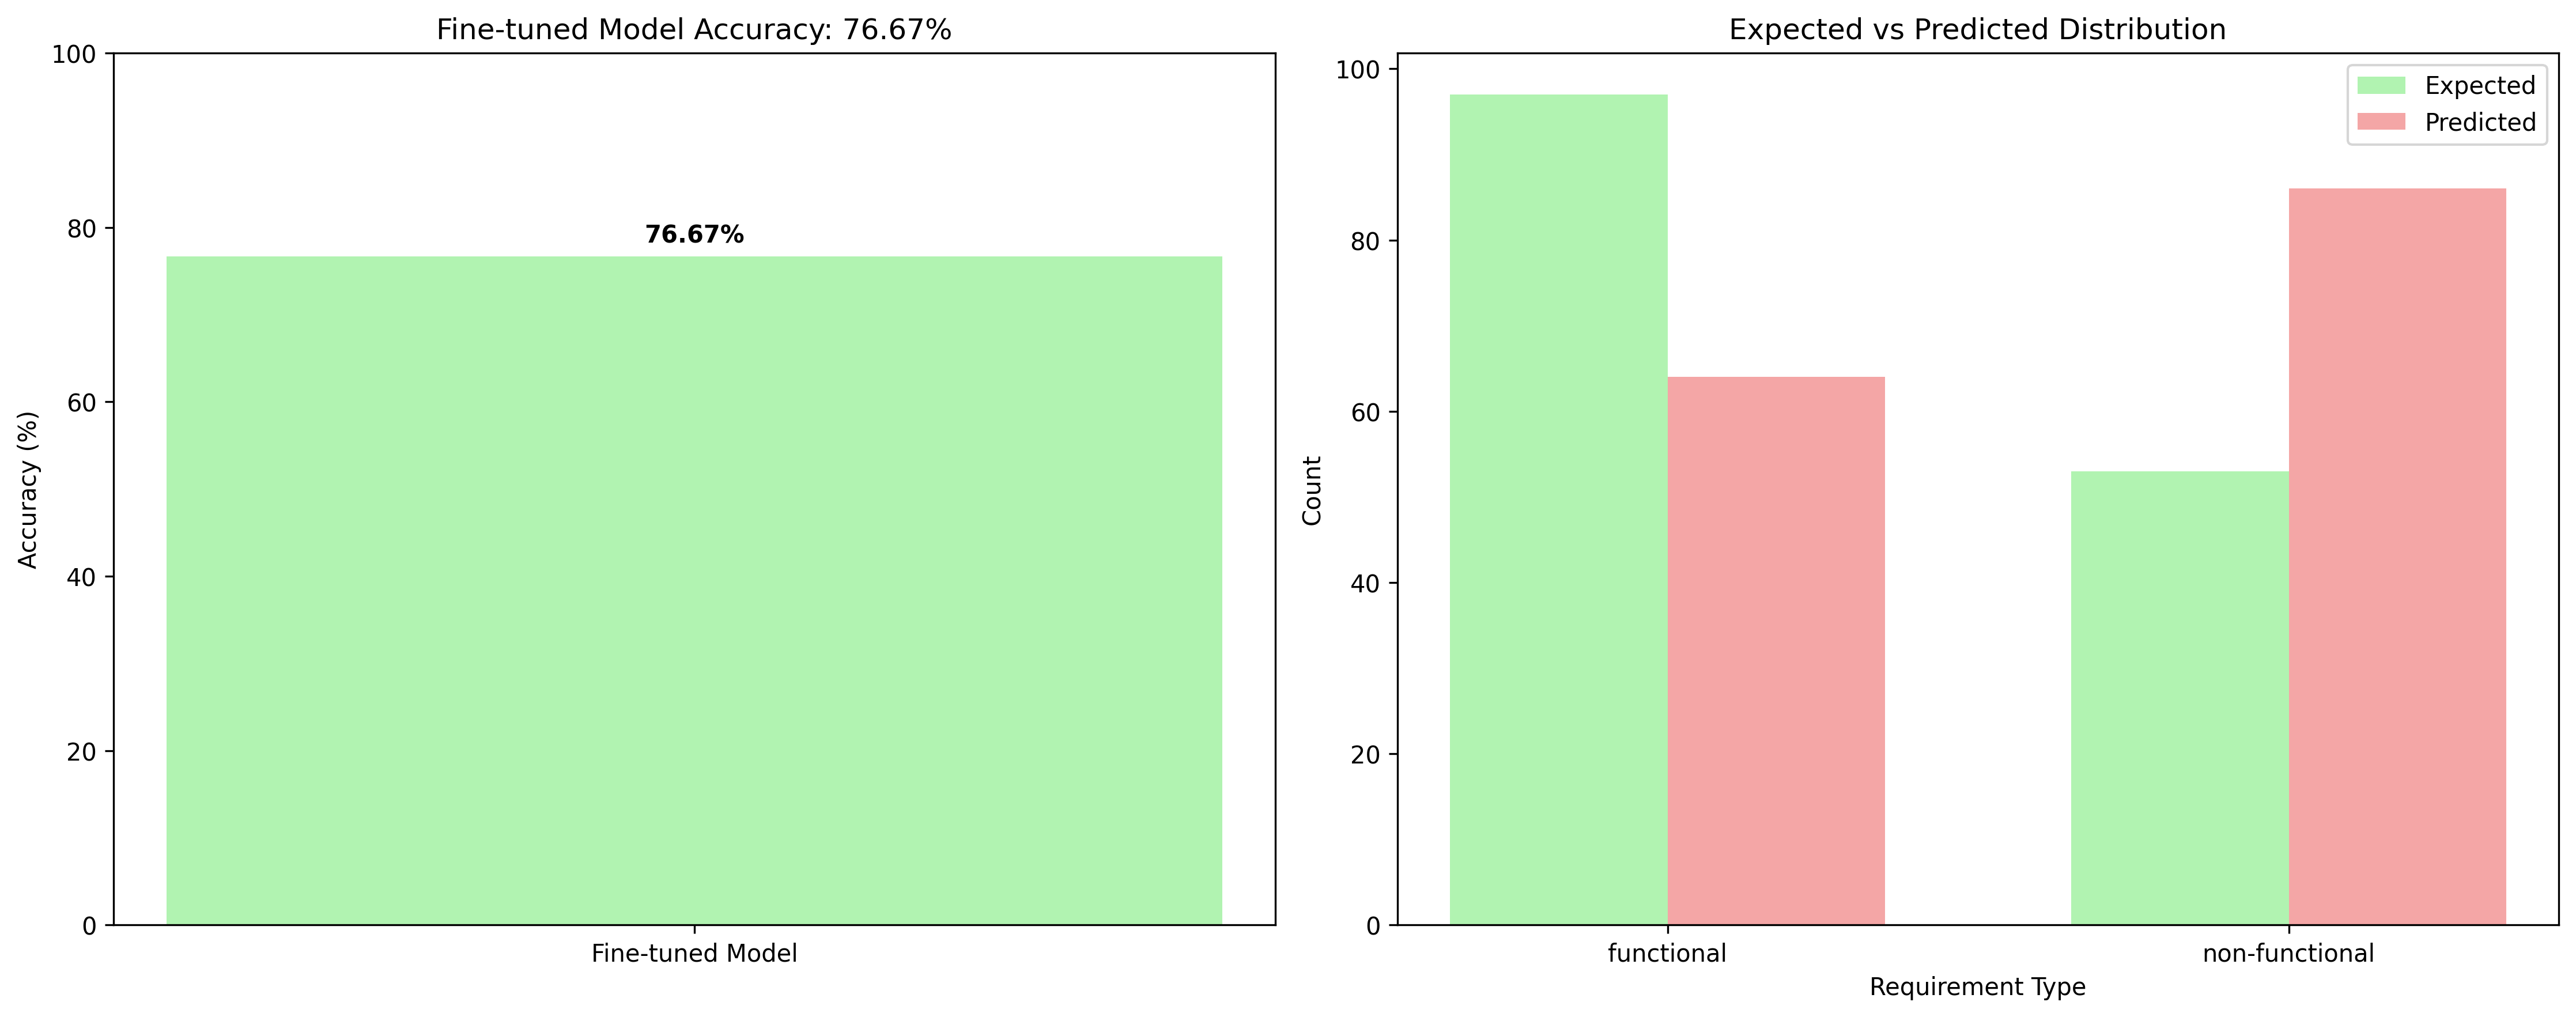 Fine-tuned Model Accuracy: 76.67%
Accuracy (%)
100
80
60
40
20
0
76.67%
Fine-tuned Model
Expected vs Predicted Distribution
Count
100
80
60
40
20
0
Expected
Predicted
functional
non-functional
Requirement Type